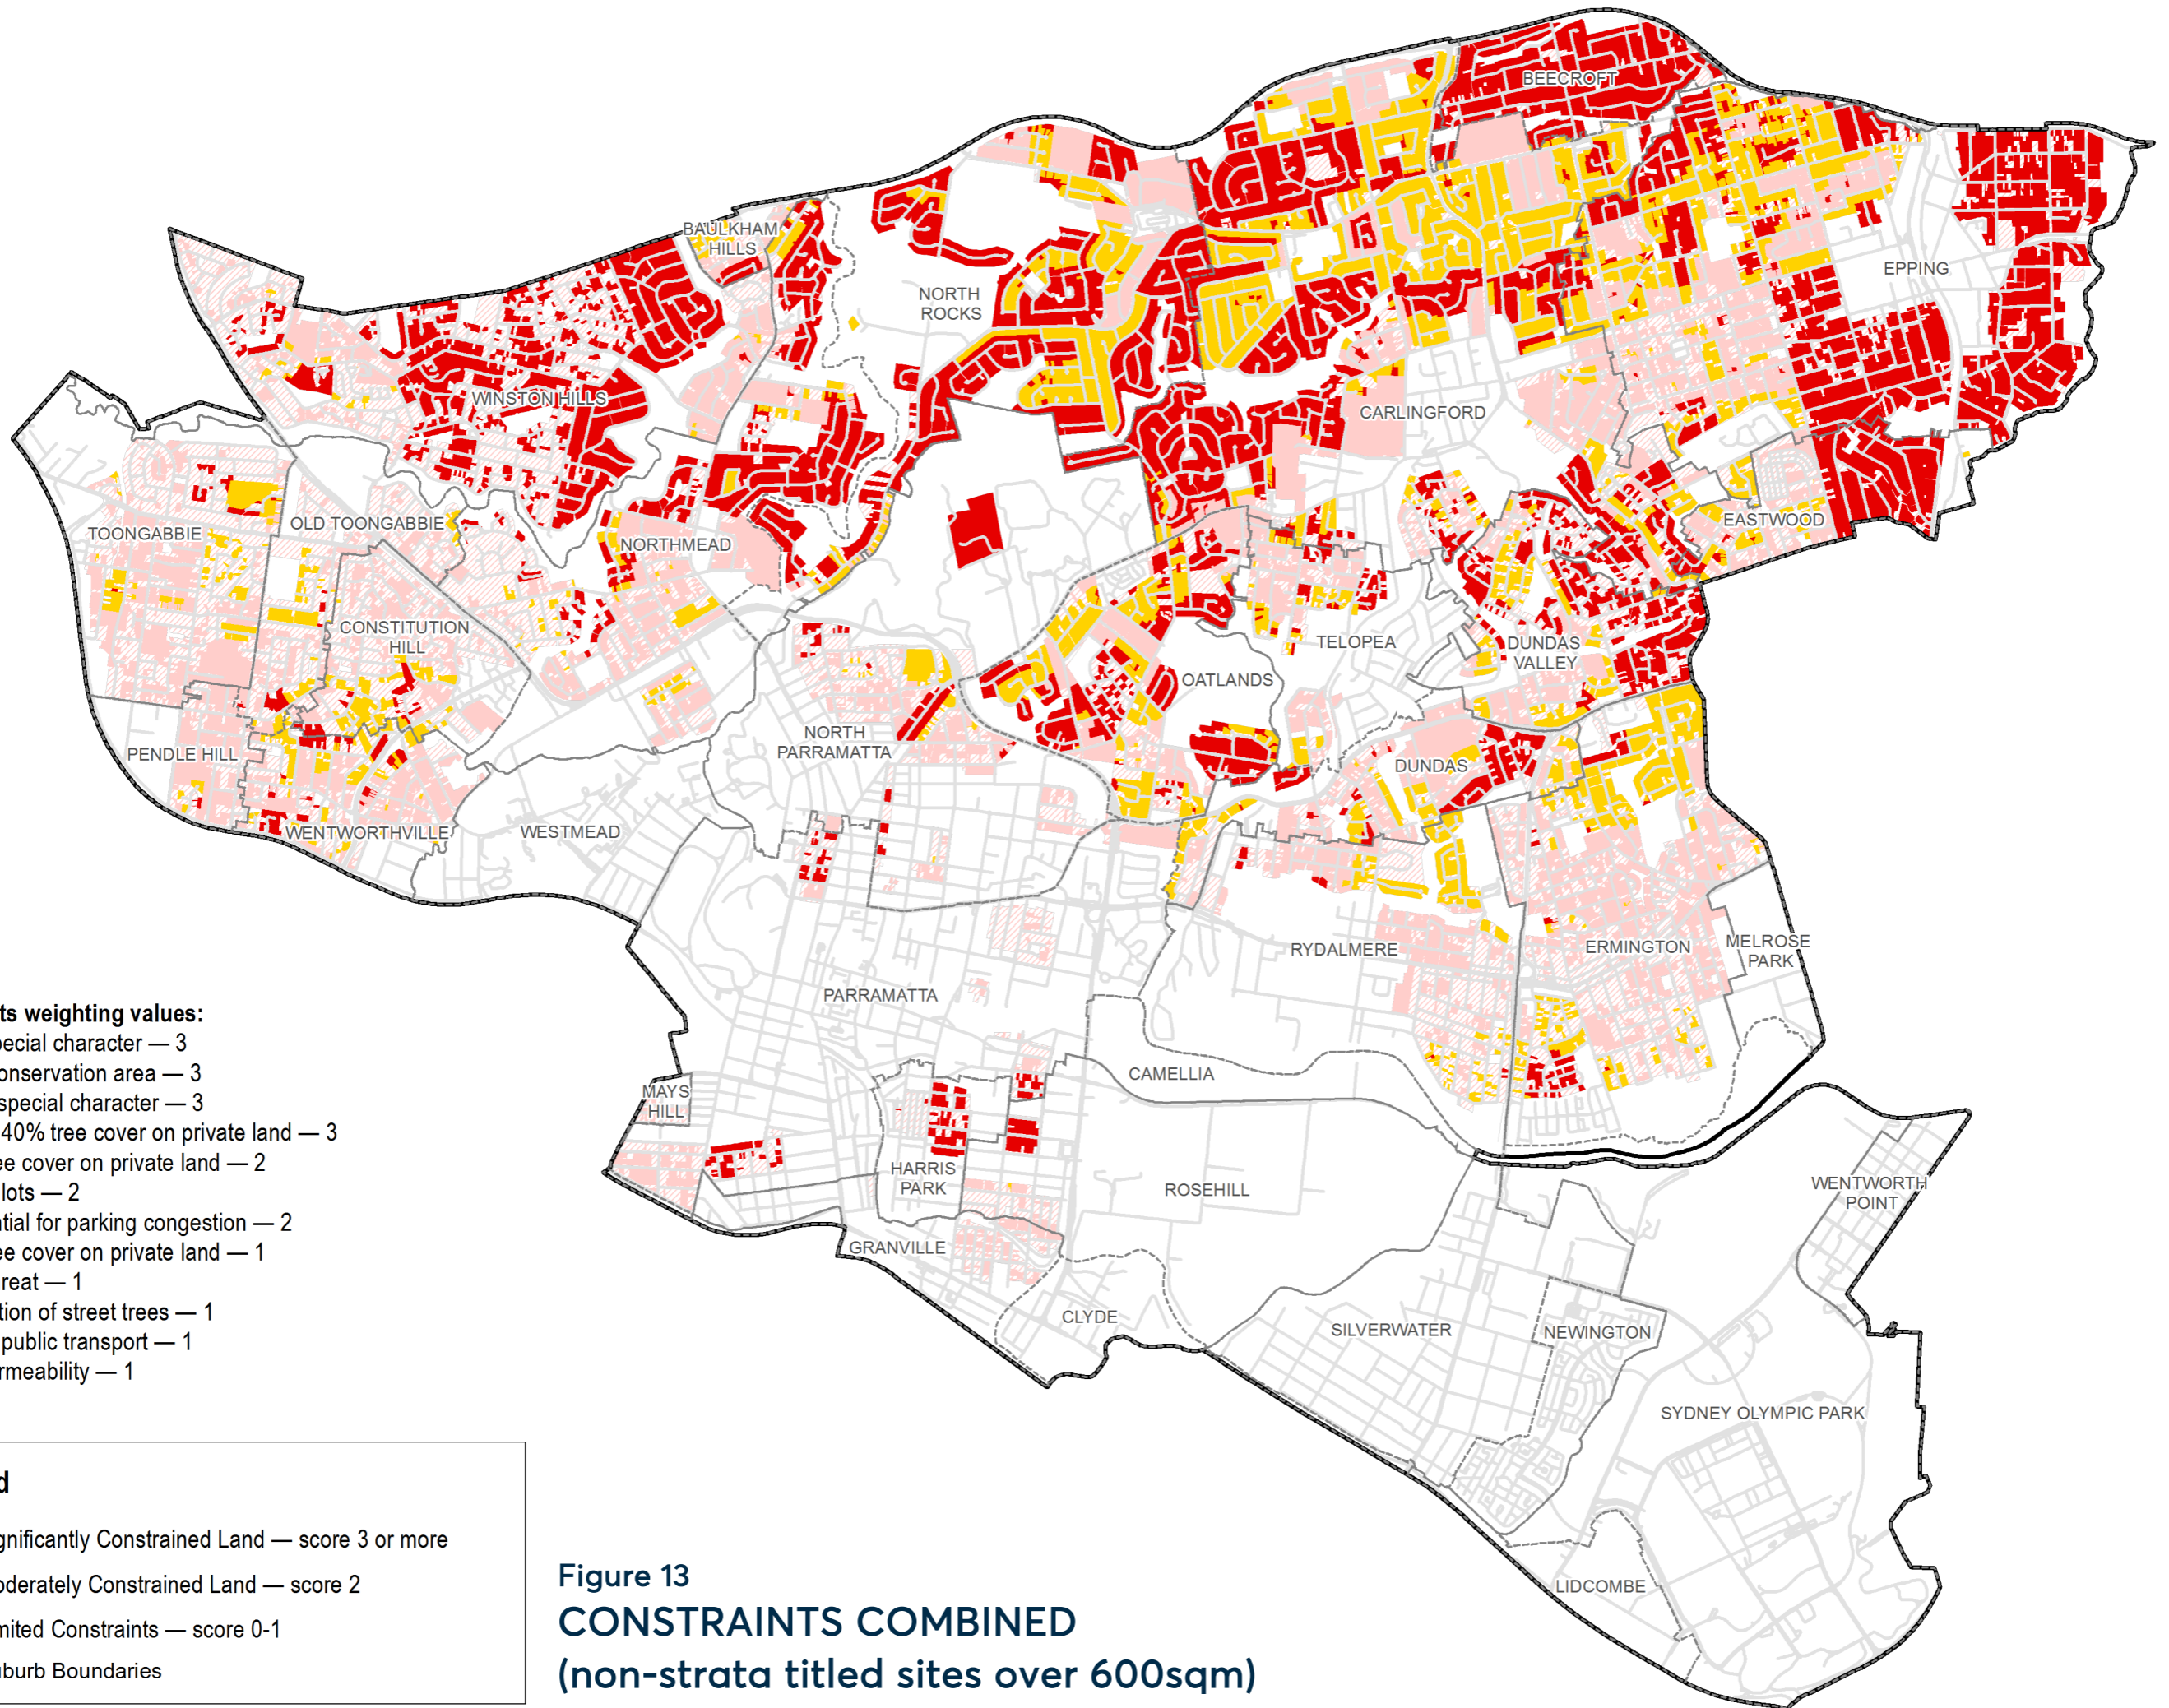 BEECROFT
BAULKHAM
HILLS
EPPING
NORTH
ROCKS
WINSTON HILLS
CARLINGFORD
TOONGABBIE
OLD TOONGABBIE
NORTHMEAD
EASTWOOD
CONSTITUTION
HILL
TELOPEA
DUNDAS
VALLEY
OATLANDS
PENDLE HILL
NORTH
PARRAMATTA
DUNDAS
WENTWORTHVILLE
WESTMEAD
RYDALMERE
ERMINGTON
MELROSE
PARK
PARRAMATTA
CAMELLIA
MAYS
HILL
HARRIS
PARK
ROSEHILL
WENTWORTH
POINT
GRANVILLE
CLYDE
SILVERWATER
NEWINGTON
SYDNEY OLYMPIC PARK
LIDCOMBE
ts weighting values:
pecial character — 3
onservation area — 3
special character — 3
40% tree cover on private land — 3
ee cover on private land — 2
lots — 2
ntial for parking congestion — 2
ee cover on private land — 1
reat — 1
tion of street trees — 1
public transport — 1
rmeability — 1
d
gnificantly Constrained Land — score 3 or more
oderately Constrained Land — score 2
mited Constraints — score 0-1
uburb Boundaries
Figure 13
CONSTRAINTS COMBINED
(non-strata titled sites over 600sqm)